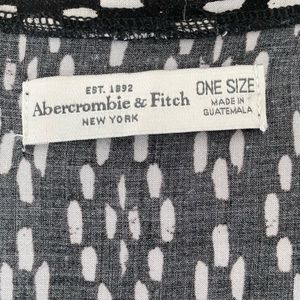 EST. 1892
Abercrombie & Fitch
NEW YORK
ONE SIZE
MADE IN
GUATEMALA